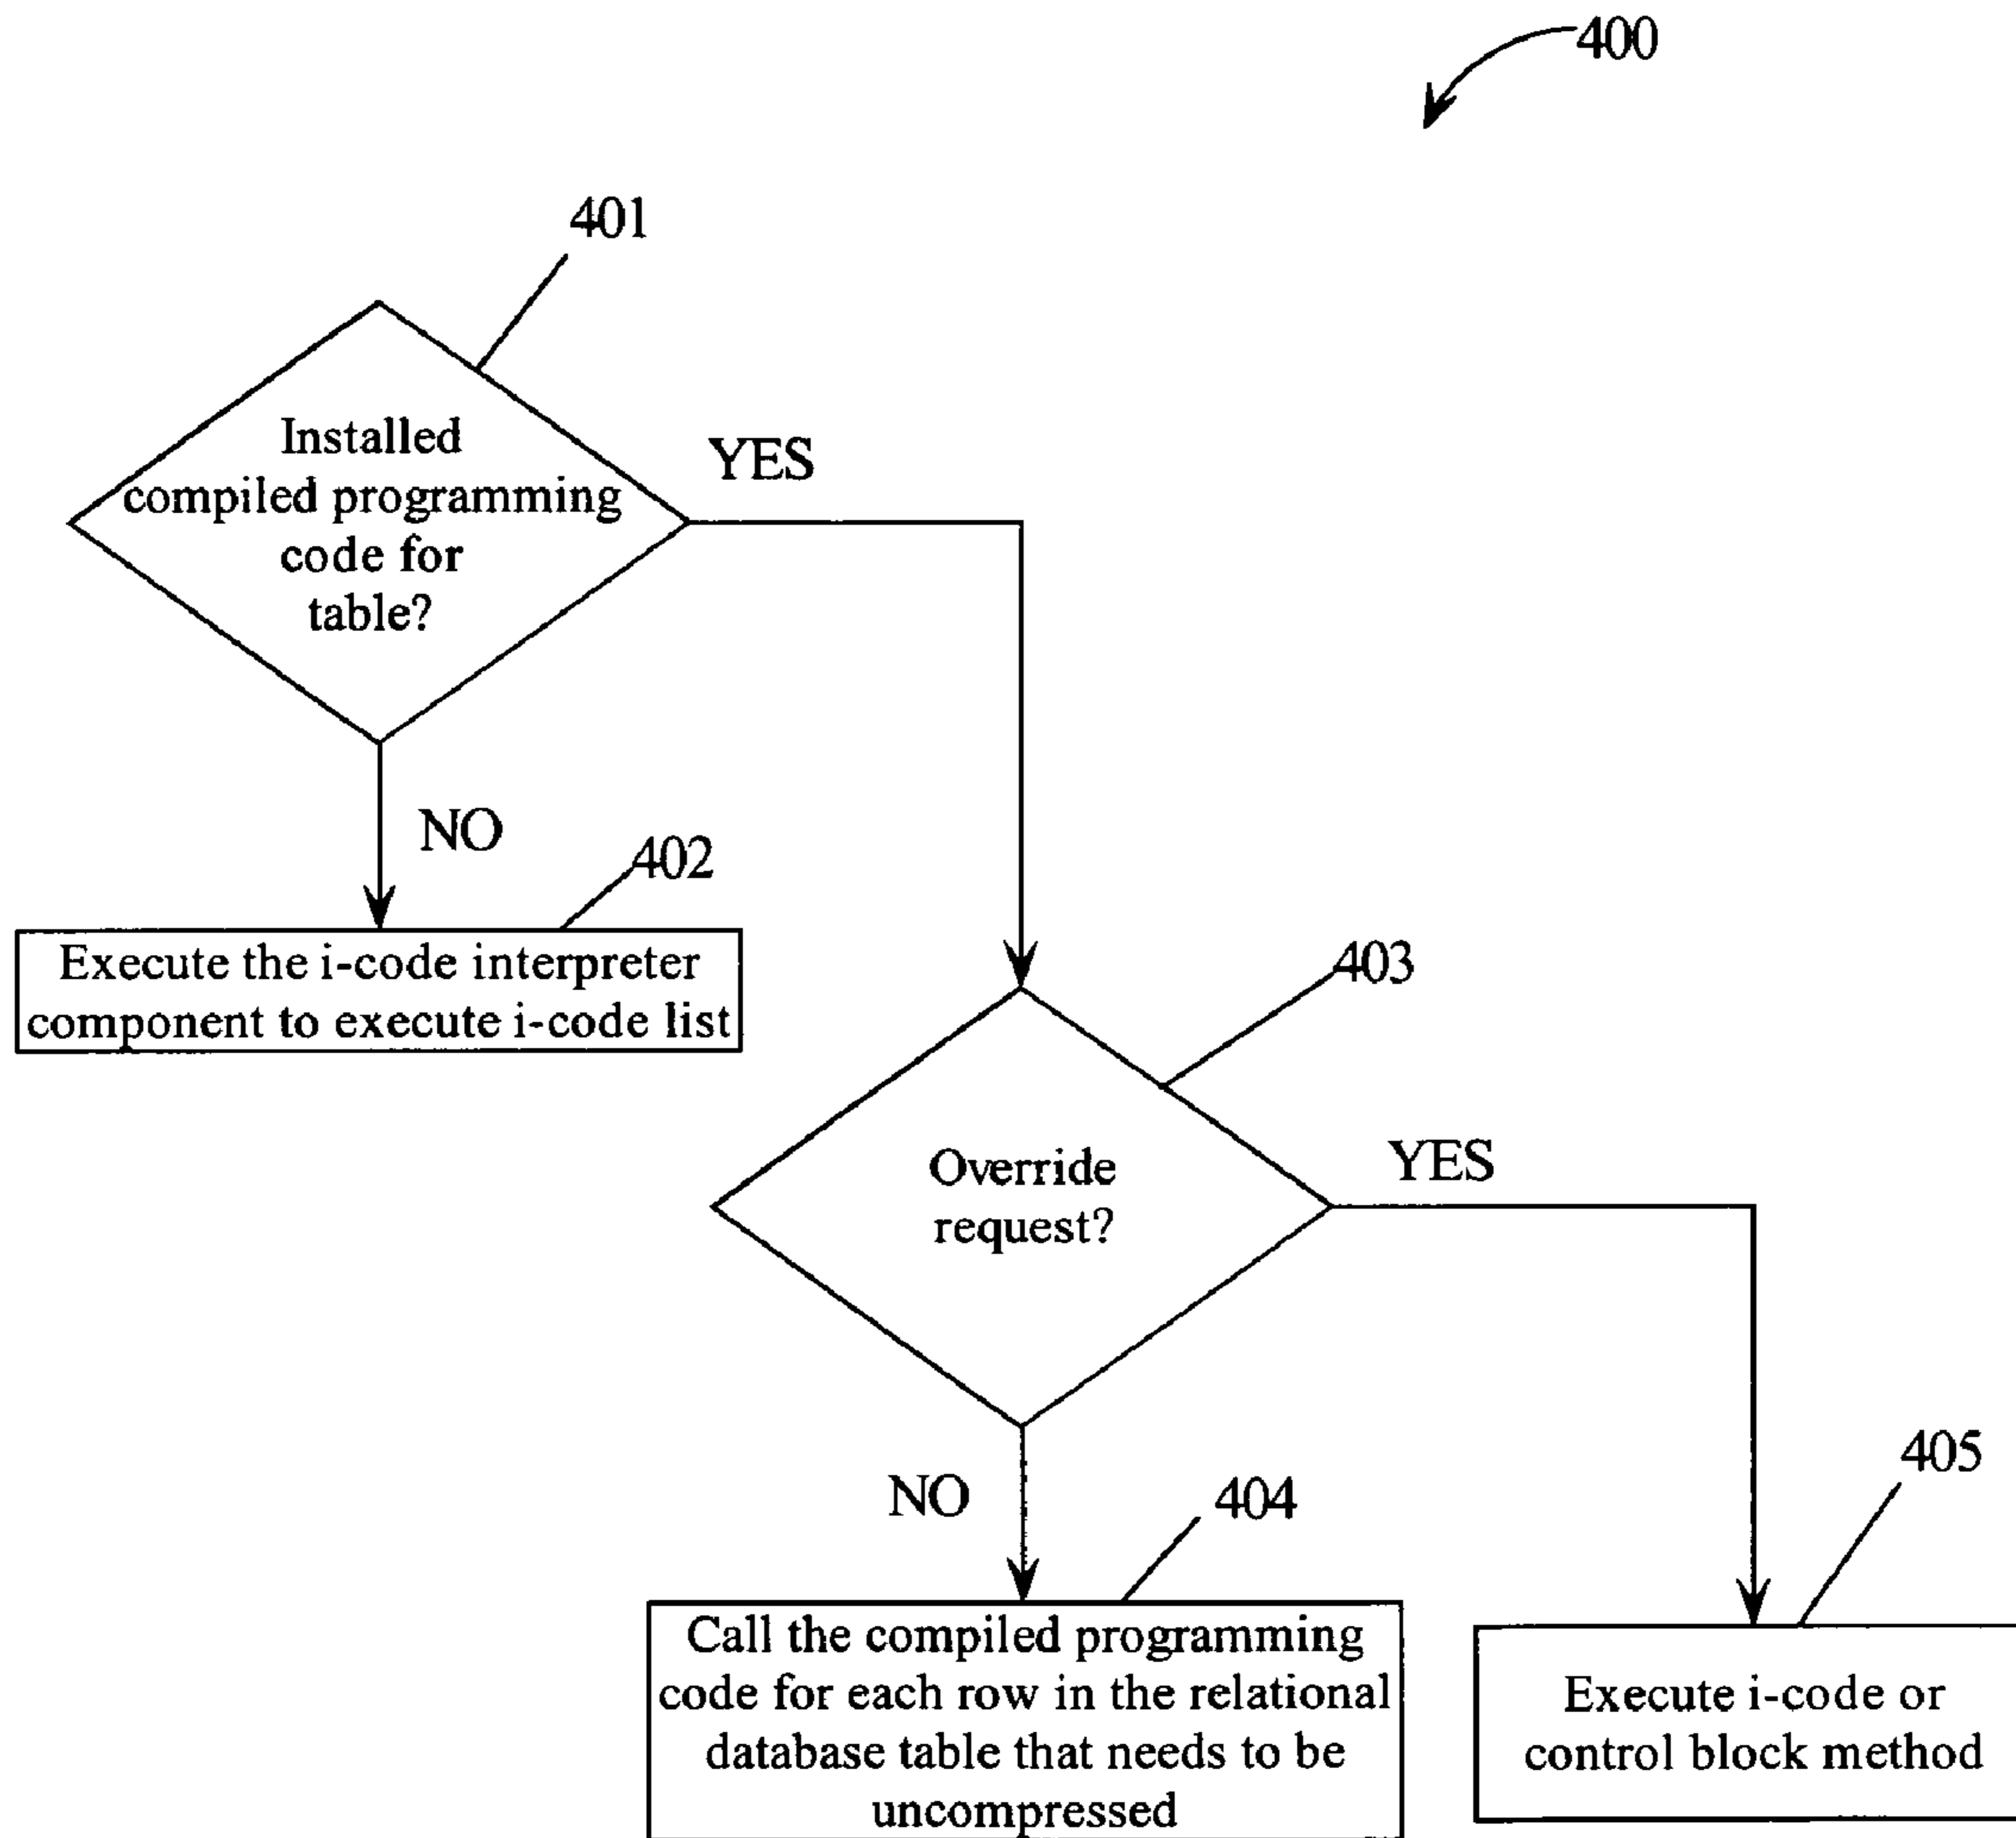 400
401
Installed
compiled programming
code for
table?
YES
NO
402
Execute the i-code interpreter
component to execute i-code list
403
Override
request?
YES
NO
404
405
Call the compiled programming
code for each row in the relational
database table that needs to be
uncompressed
Execute i-code or
control block method